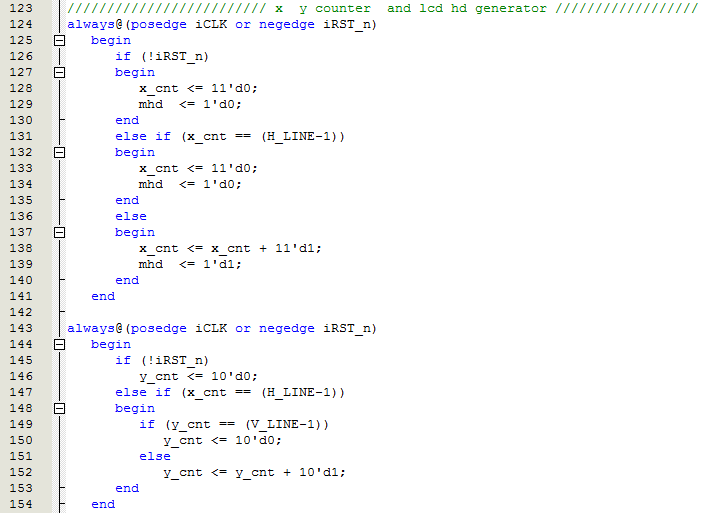 123 ///////////////////////// x  y counter  and lcd hd generator //////////////////
124 always@(posedge iCLK or negedge iRST_n)
125    begin
126       if (!iRST_n)
127       begin
128          x_cnt <= 11'd0;
129          mhd  <= 1'd0;
130       end
131       else if (x_cnt == (H_LINE-1))
132       begin
133          x_cnt <= 11'd0;
134          mhd  <= 1'd0;
135       end
136       else
137       begin
138          x_cnt <= x_cnt + 11'd1;
139          mhd  <= 1'd1;
140       end
141    end
142
143 always@(posedge iCLK or negedge iRST_n)
144    begin
145       if (!iRST_n)
146          y_cnt <= 10'd0;
147       else if (x_cnt == (H_LINE-1))
148       begin
149          if (y_cnt == (V_LINE-1))
150             y_cnt <= 10'd0;
151          else
152             y_cnt <= y_cnt + 10'd1;
153       end
154    end